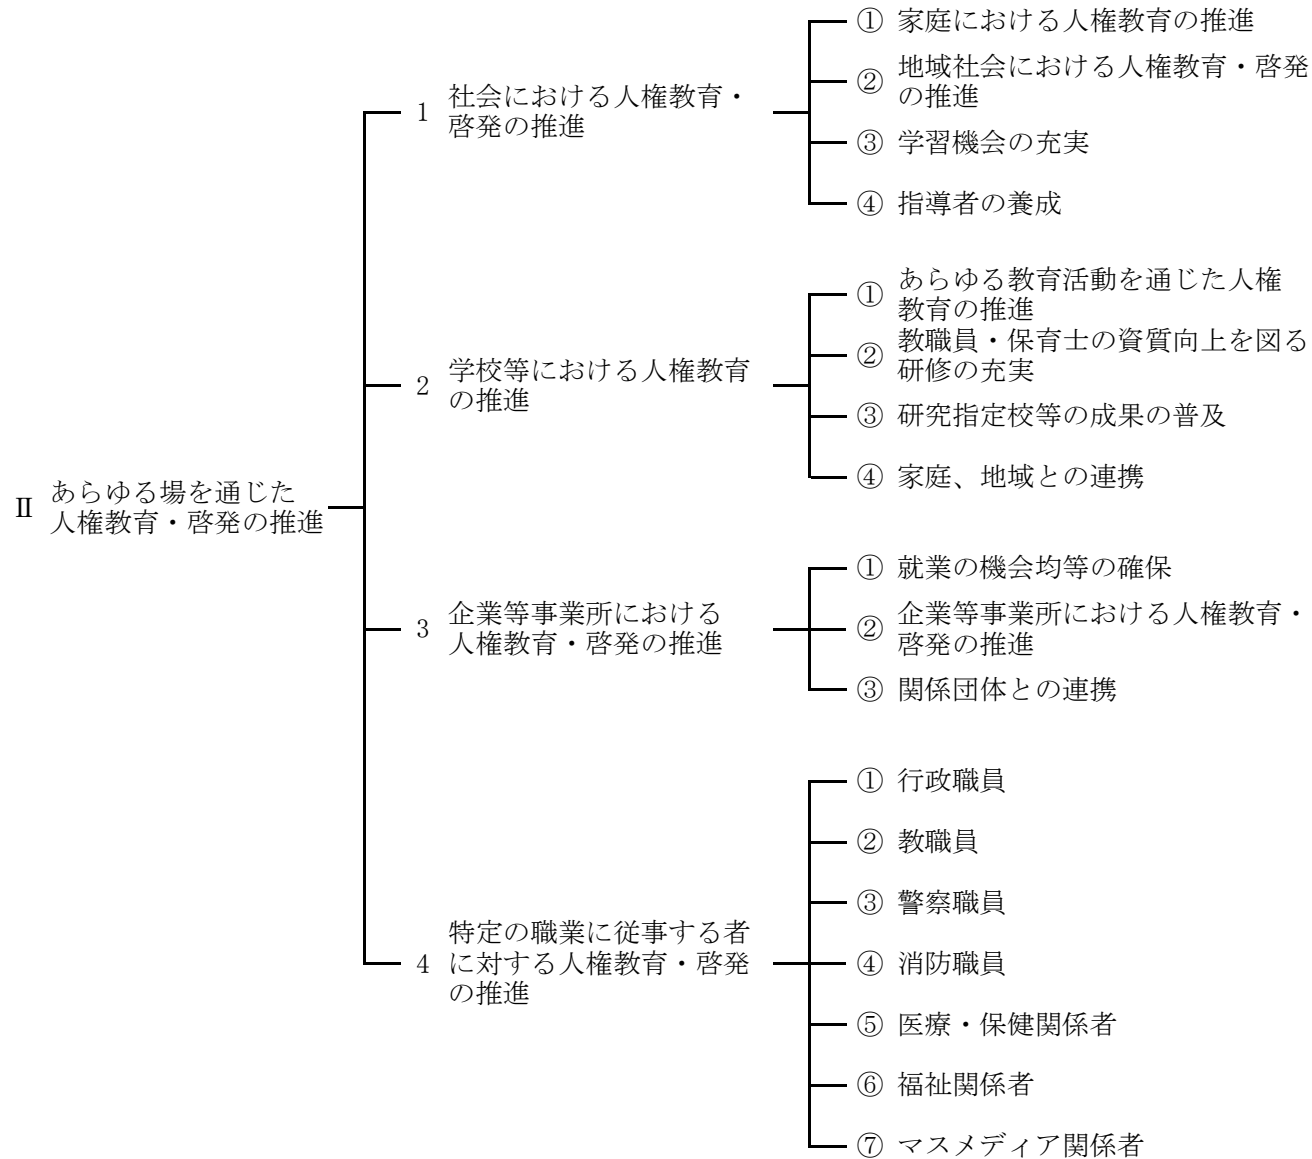 Ⅱ あらゆる場を通じた
人権教育・啓発の推進
1 社会における人権教育・
啓発の推進
① 家庭における人権教育の推進
② 地域社会における人権教育・啓発
の推進
③ 学習機会の充実
④ 指導者の養成
2 学校等における人権教育
の推進
① あらゆる教育活動を通じた人権
教育の推進
② 教職員・保育士の資質向上を図る
研修の充実
③ 研究指定校等の成果の普及
④ 家庭、地域との連携
3 企業等事業所における
人権教育・啓発の推進
① 就業の機会均等の確保
② 企業等事業所における人権教育・
啓発の推進
③ 関係団体との連携
4 特定の職業に従事する者
に対する人権教育・啓発
の推進
① 行政職員
② 教職員
③ 警察職員
④ 消防職員
⑤ 医療・保健関係者
⑥ 福祉関係者
⑦ マスメディア関係者